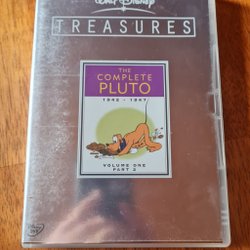 Walt Disney
TREASURES
THE
COMPLETE
PLUTO
1942 - 1947
VOLUME ONE
PART 2